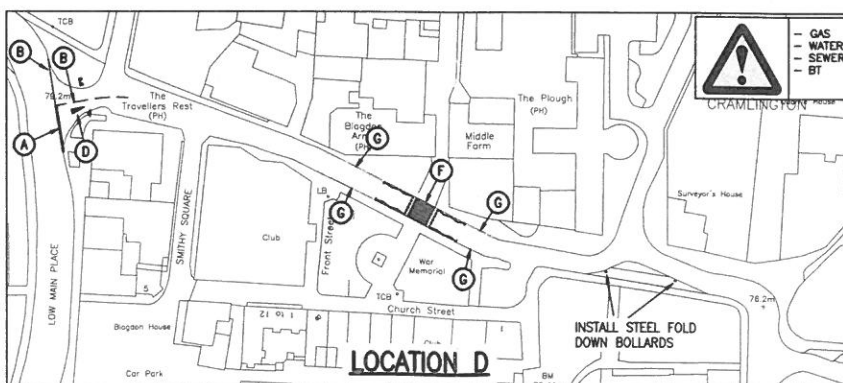 TCB
B
B
E
79.2m
The
Travellers Rest
(PH)
A
D
LOW MAIN PLACE
SMITHY SQUARE
5
Blagdon House
Car Park
Club
1 to 12
LB
Front Street
The
Blagdon
Arms
(PH)
G
G
F
G
G
The Plough
(PH)
Middle
Farm
War
Memorial
TCB
Church Street
Club
1
LOCATION D
BM
INSTALL STEEL FOLD
DOWN BOLLARDS
76.2m
Surveyor's House
CRAMLINGTON
House
- GAS
- WATER
- SEWER
- BT